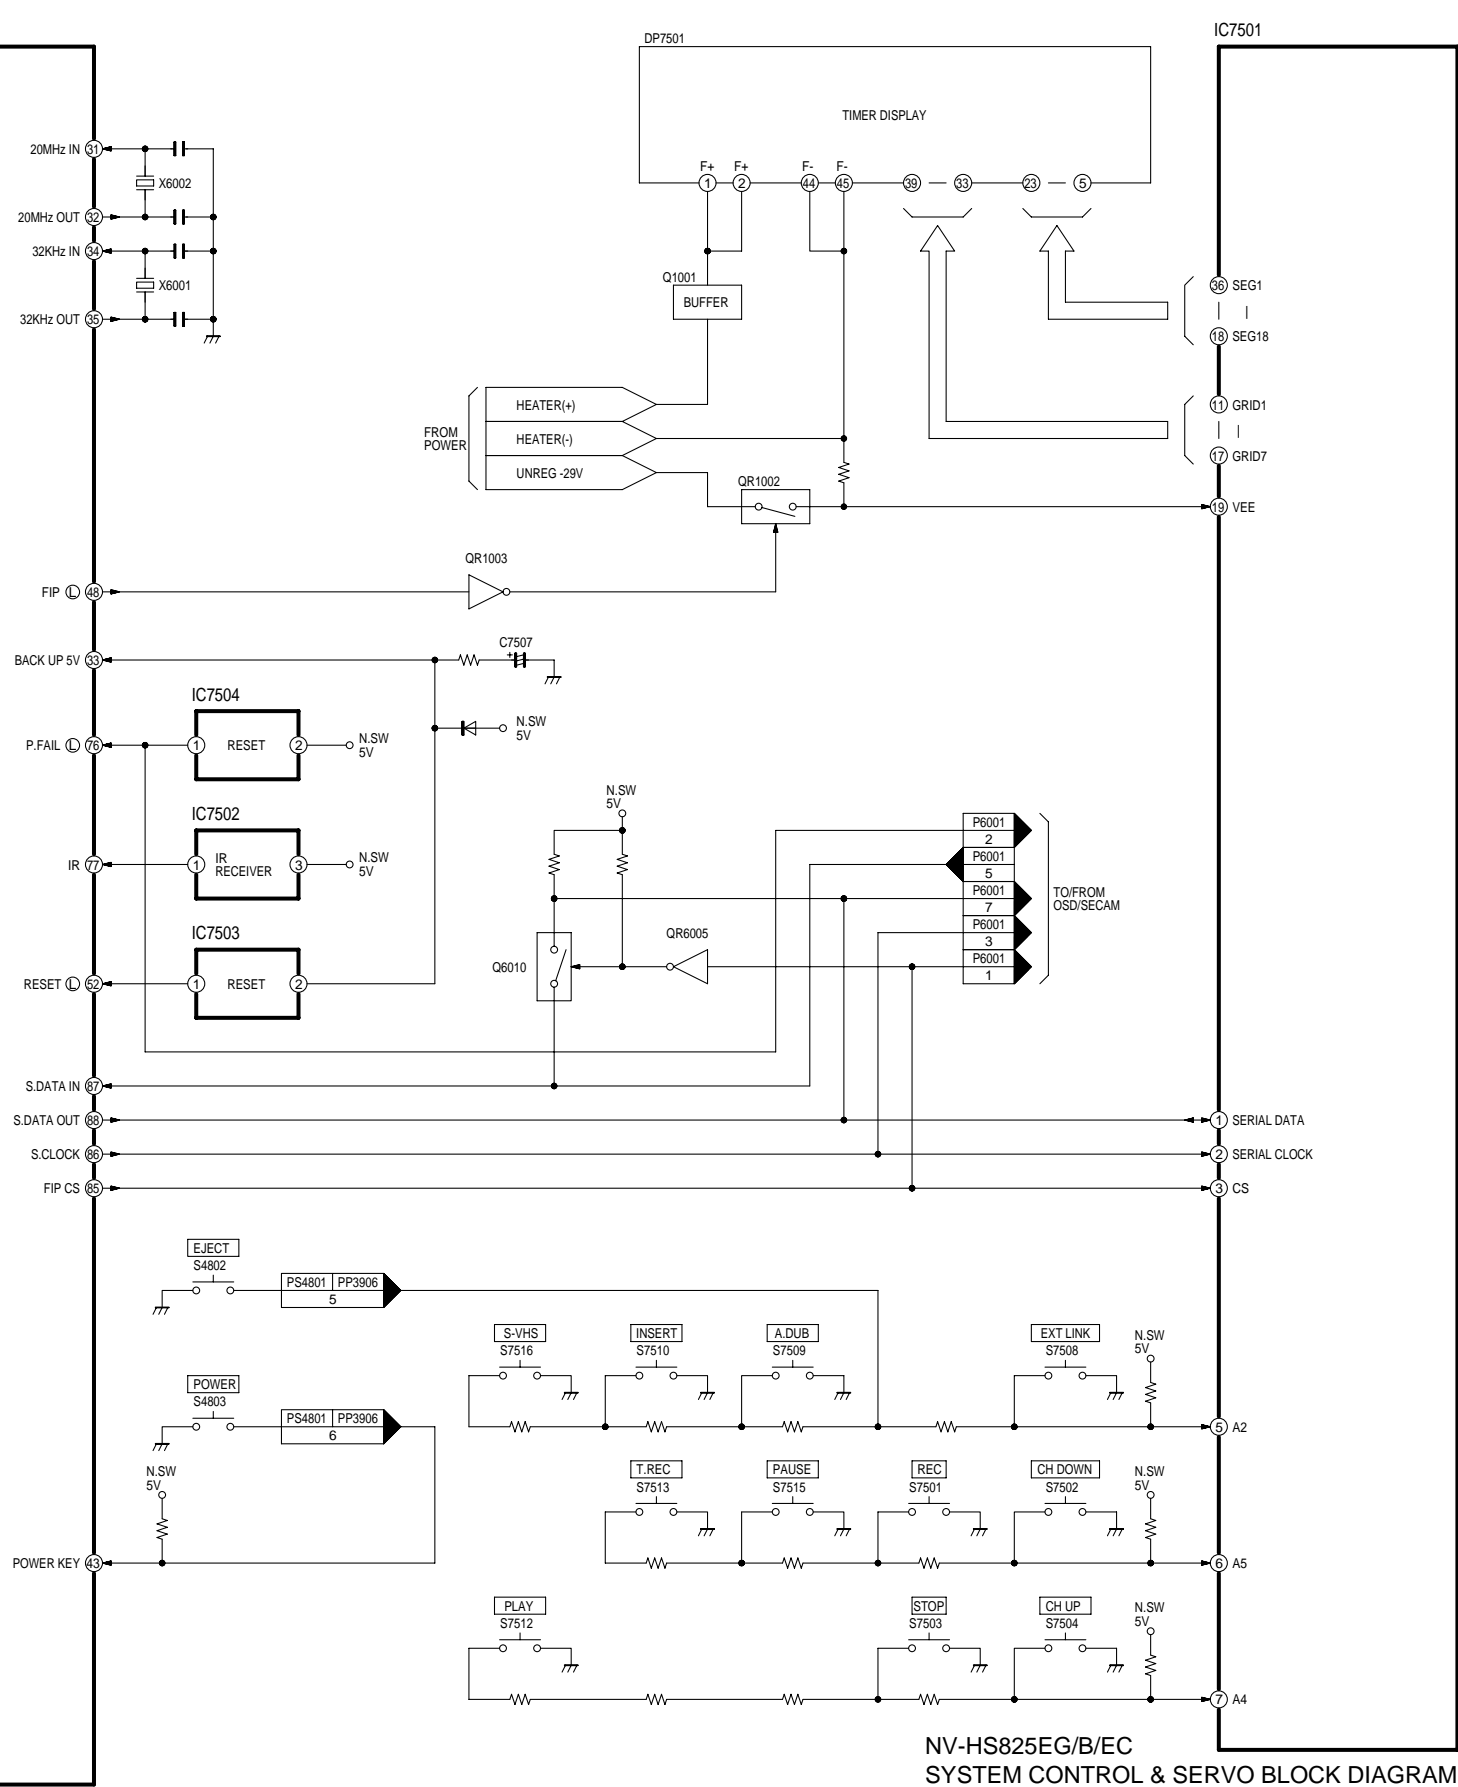 IC7501
DP7501
TIMER DISPLAY
F+ F+ F- F-
1 2 44 45 39 — 33 23 — 5
20MHz IN 31
X6002
20MHz OUT 32
32KHz IN 34
X6001
32KHz OUT 35
Q1001
BUFFER
36 SEG1
18 SEG18
11 GRID1
17 GRID7
19 VEE
FROM
POWER
HEATER(+)
HEATER(-)
UNREG -29V
QR1002
QR1003
FIP L 48
C7507
BACK UP 5V 33
IC7504
N.SW
5V
P.FAIL L 76
1 RESET 2
N.SW
5V
IC7502
IR 77
1 IR
RECEIVER 3
N.SW
5V
IC7503
RESET L 52
1 RESET 2
N.SW
5V
Q6010
QR6005
P6001
2
P6001
5
P6001
7
P6001
3
P6001
1
TO/FROM
OSD/SECAM
S.DATA IN 87
S.DATA OUT 88
S.CLOCK 86
FIP CS 85
1 SERIAL DATA
2 SERIAL CLOCK
3 CS
EJECT
S4802
PS4801 PP3906
5
POWER
S4803
PS4801 PP3906
6
N.SW
5V
POWER KEY 43
S-VHS INSERT A.DUB EXT LINK
S7516 S7510 S7509 S7508
N.SW
5V
5 A2
T.REC PAUSE REC CH DOWN
S7513 S7515 S7501 S7502
N.SW
5V
6 A5
PLAY STOP CH UP
S7512 S7503 S7504
N.SW
5V
7 A4
NV-HS825EG/B/EC
SYSTEM CONTROL & SERVO BLOCK DIAGRAM